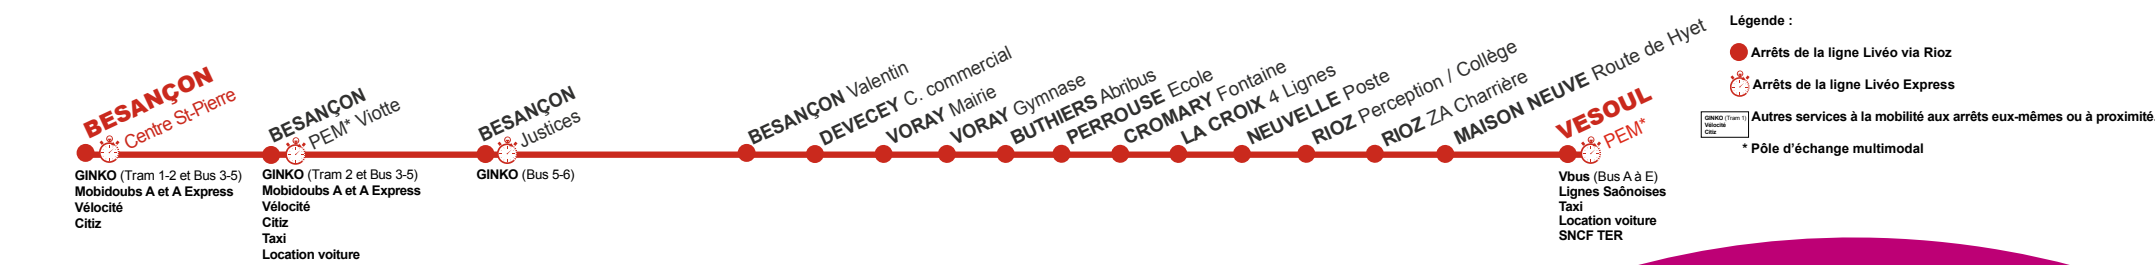 BESANÇON
Centre St-Pierre
GINKO (Tram 1-2 et Bus 3-5)
Mobidoubs A et A Express
Vélocité
Citiz
BESANÇON
PEM* Viotte
GINKO (Tram 2 et Bus 3-5)
Mobidoubs A et A Express
Vélocité
Citiz
Taxi
Location voiture
BESANÇON
Justices
GINKO (Bus 5-6)
BESANÇON Valentin
DEVECEY C. commercial
VORAY Mairie
VORAY Gymnase
BUTHIERS Abribus
PERROUSE Ecole
CROMARY Fontaine
LA CROIX 4 Lignes
NEUVELLE Poste
RIOZ Perception / Collège
RIOZ ZA Charrière
MAISON NEUVE Route de Hyet
VESOUL
PEM*
Vbus (Bus A à E)
Lignes Saônoises
Taxi
Location voiture
SNCF TER
Légende :
Arrêts de la ligne Livéo via Rioz
Arrêts de la ligne Livéo Express
GINKO (Tram 1)
Vélocité
Citiz
Autres services à la mobilité aux arrêts eux-mêmes ou à proximité.
* Pôle d'échange multimodal